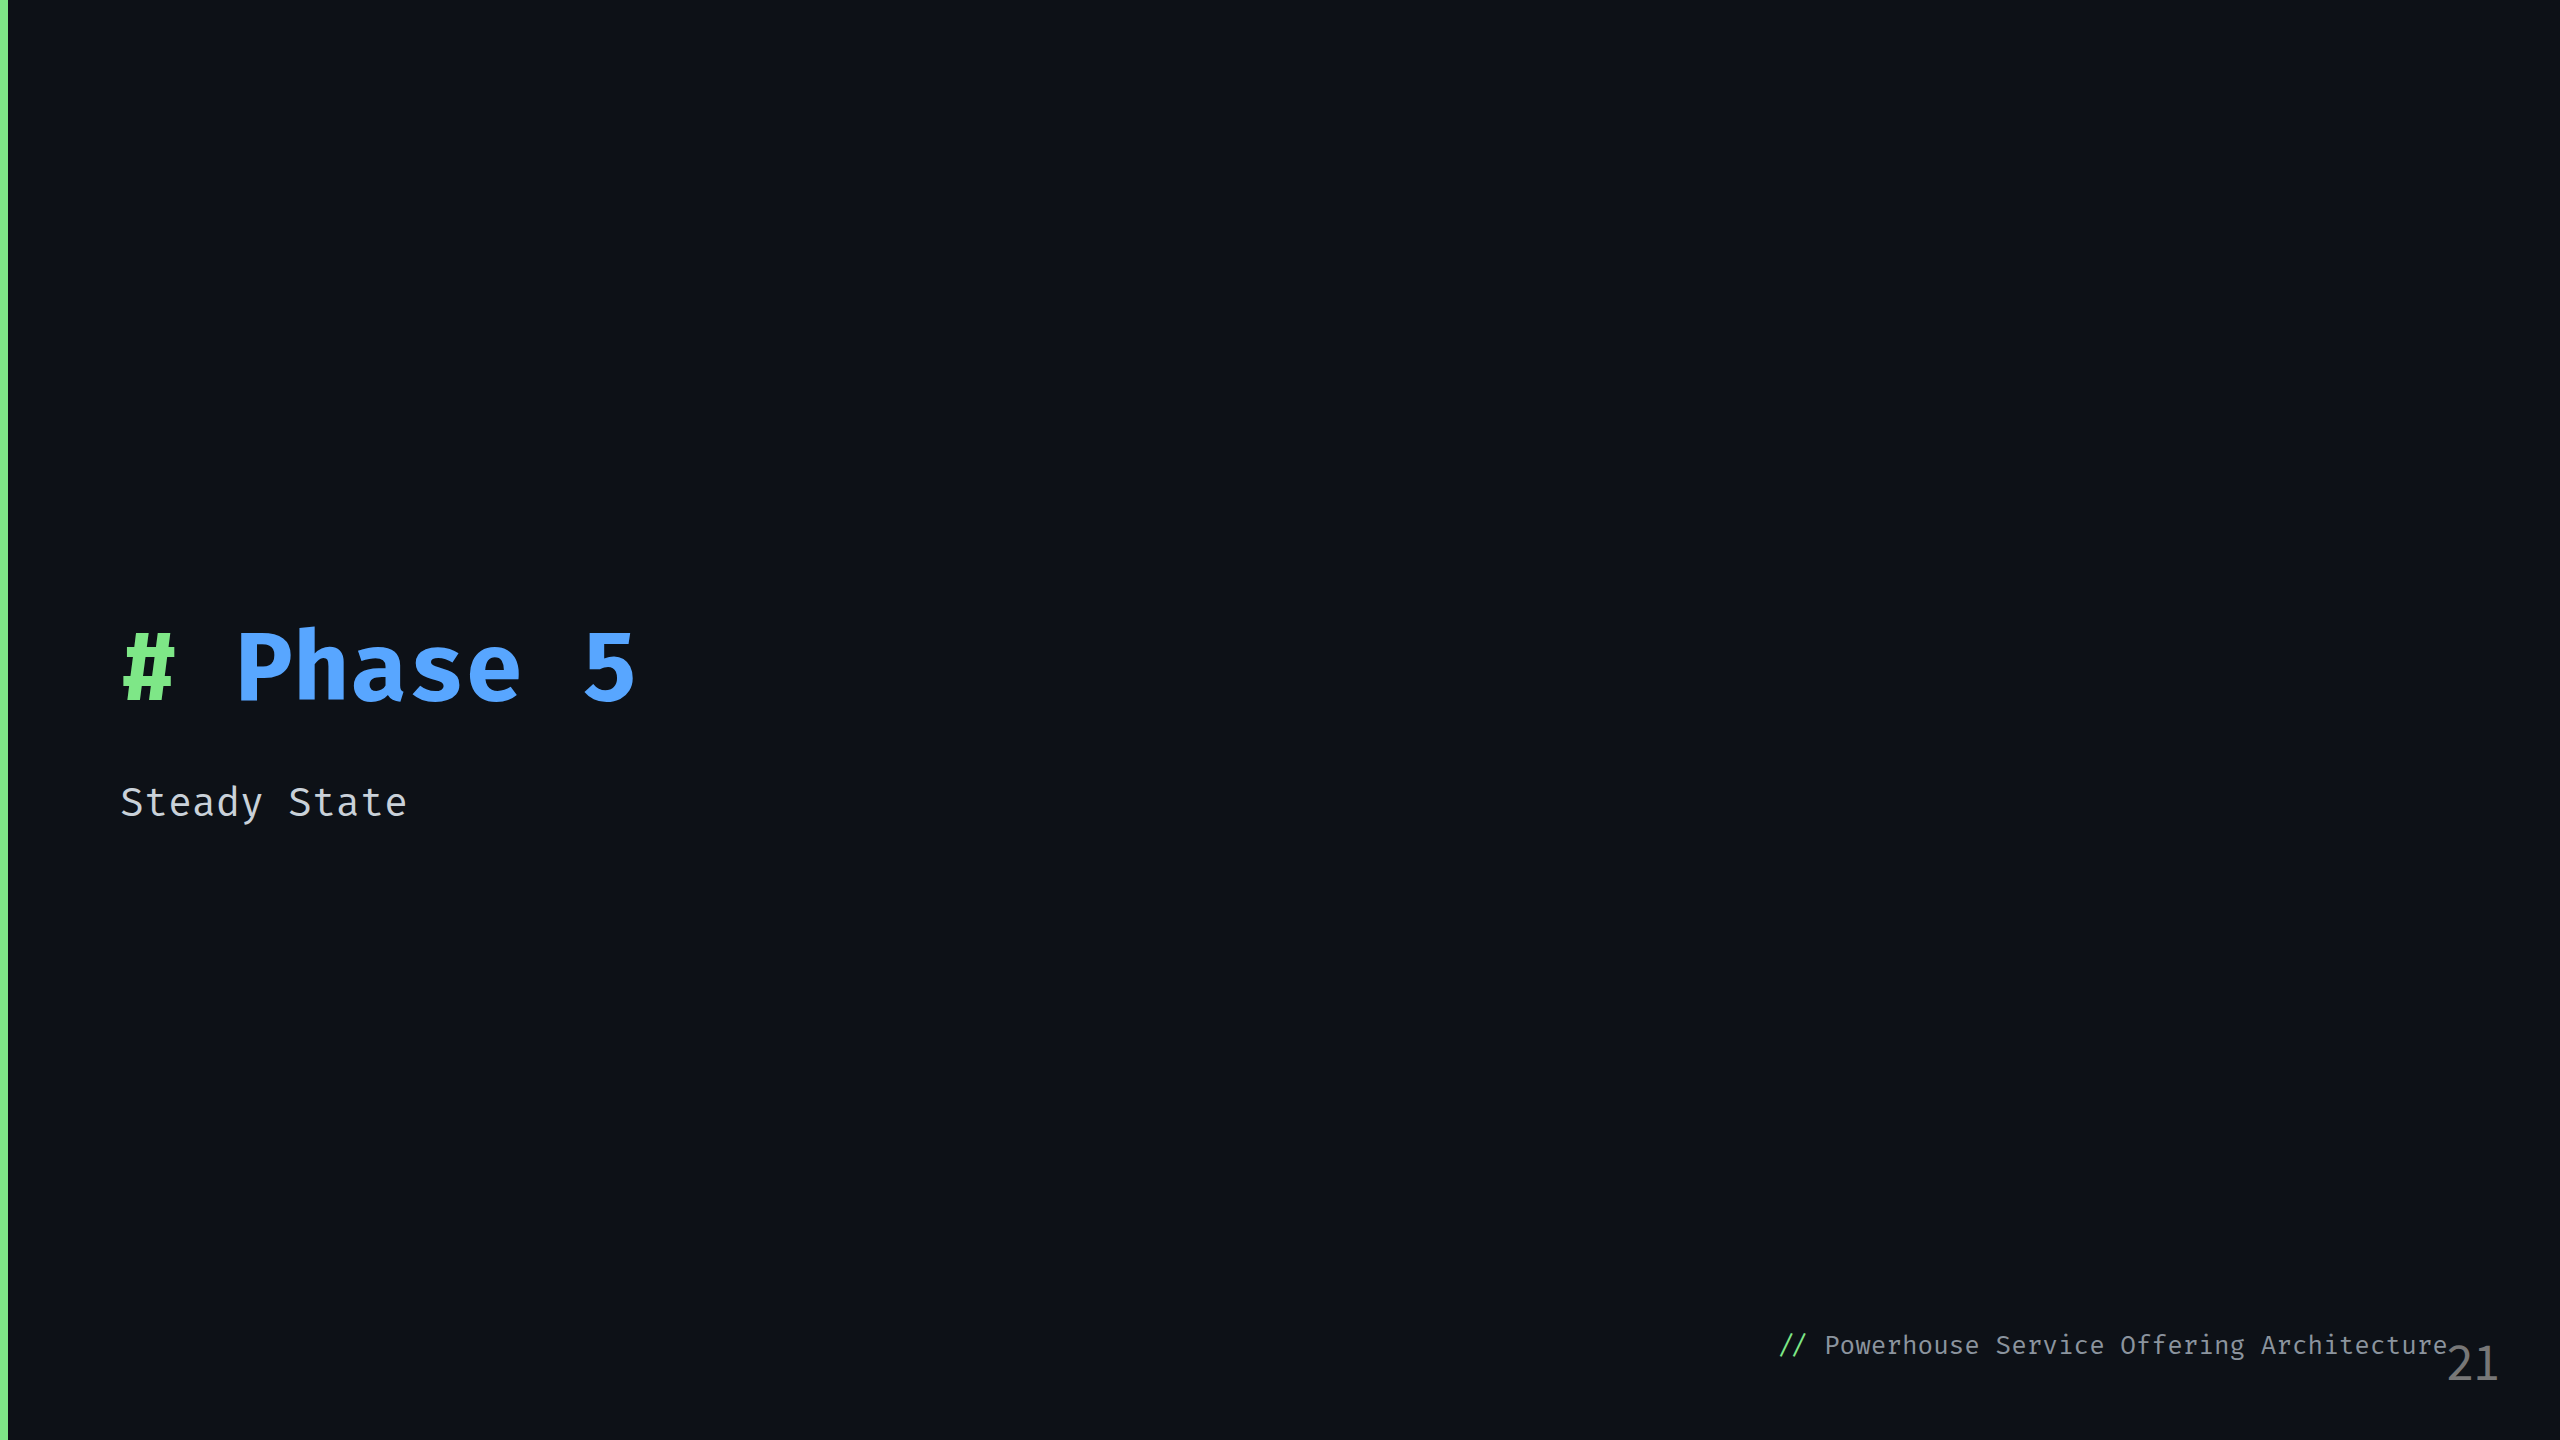 # Phase 5
Steady State
// Powerhouse Service Offering Architecture
21